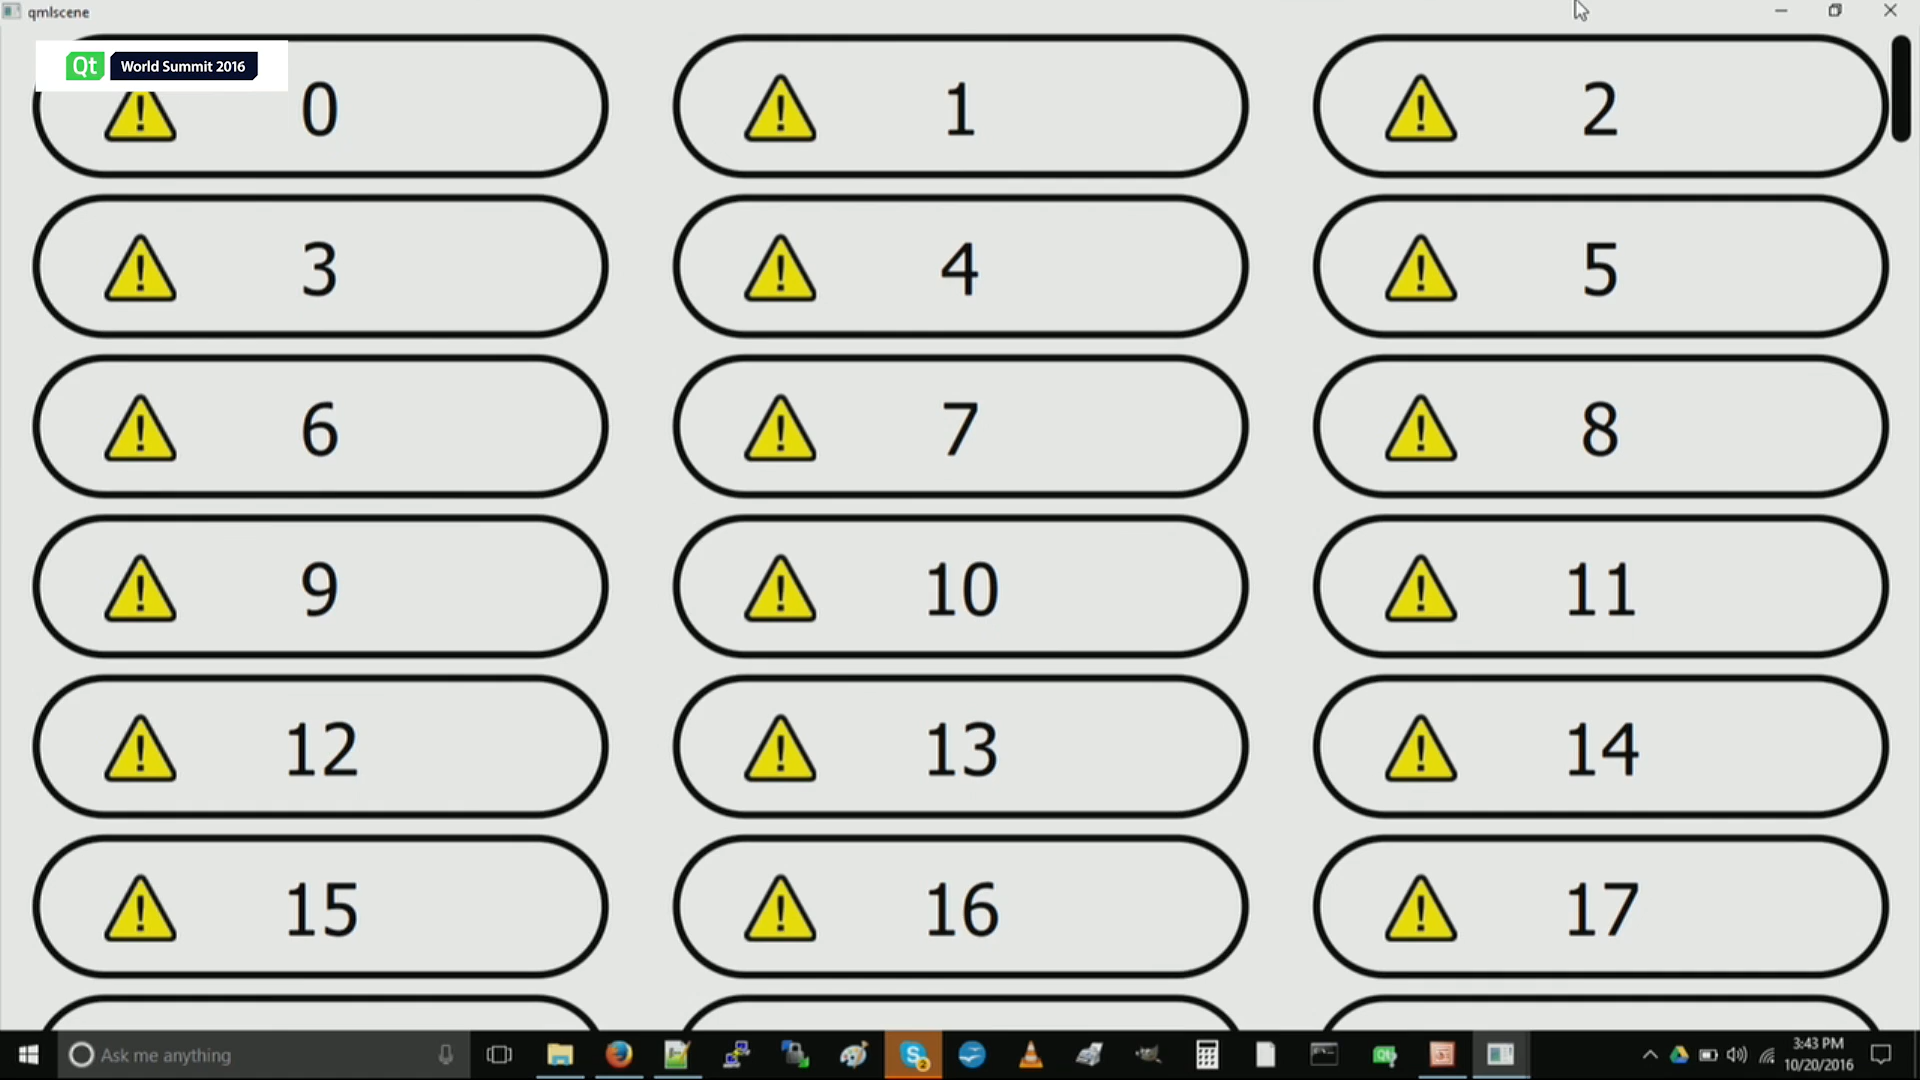 qmlscene
Qt World Summit 2016
0 1 2
3 4 5
6 7 8
9 10 11
12 13 14
15 16 17
Ask me anything
3:43 PM
10/20/2016